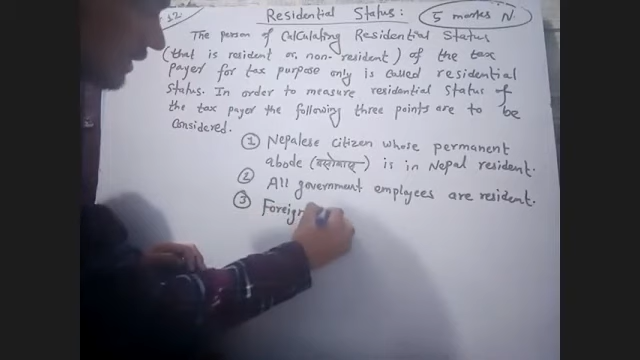 Residential Status:
5 marks N
The person of Calculating Residential Status
(that is resident or non-resident) of the tax
payer for tax purpose only is called residential
Status. In order to measure residential status of
the tax payer the following three points are to be
Considered.
① Nepalese citizen whose permanent
abode (बसोबास) is in Nepal resident.
② All government employees are resident.
③ Foreign